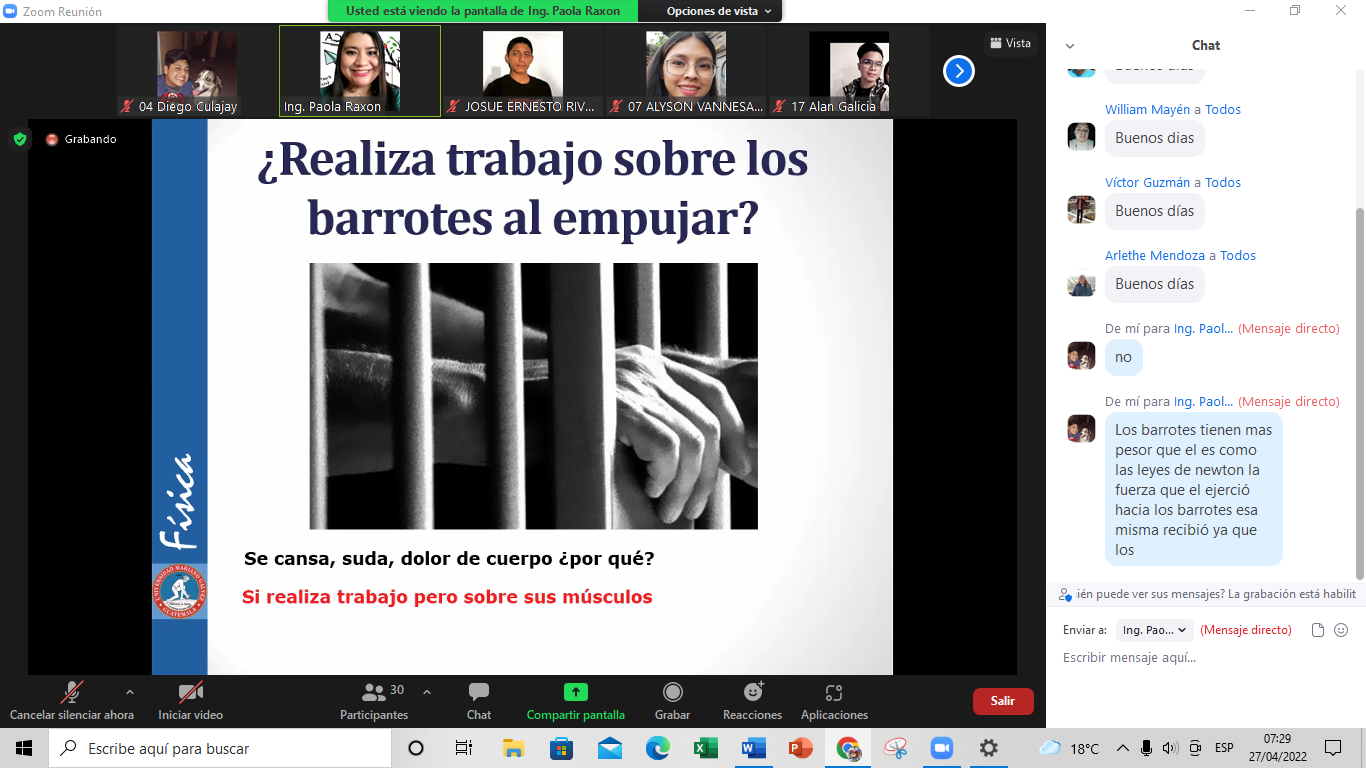 Zoom Reunión
Usted está viendo la pantalla de Ing. Paola Raxon
Opciones de vista
04 Diego Culajay
Ing. Paola Raxon
JOSUE ERNESTO RIV...
07 ALYSON VANNESA...
17 Alan Galicia
Vista
Grabando
¿Realiza trabajo sobre los
barrotes al empujar?
Física
UNIVERSIDAD MARIANO GALVEZ
GUATEMALA
Se cansa, suda, dolor de cuerpo ¿por qué?
Si realiza trabajo pero sobre sus músculos
Chat
William Mayén a Todos
Buenos dias
Víctor Guzmán a Todos
Buenos días
Arlethe Mendoza a Todos
Buenos días
De mí para Ing. Paol... (Mensaje directo)
no
De mí para Ing. Paol... (Mensaje directo)
Los barrotes tienen mas
pesor que el es como
las leyes de newton la
fuerza que el ejerció
hacia los barrotes esa
misma recibió ya que
los
ién puede ver sus mensajes? La grabación está habilit
Enviar a: Ing. Pao... (Mensaje directo)
Escribir mensaje aquí...
Cancelar silenciar ahora
Iniciar video
30
Participantes
Chat
Compartir pantalla
Grabar
Reacciones
Aplicaciones
Salir
Escribe aquí para buscar
18°C
ESP
07:29
27/04/2022